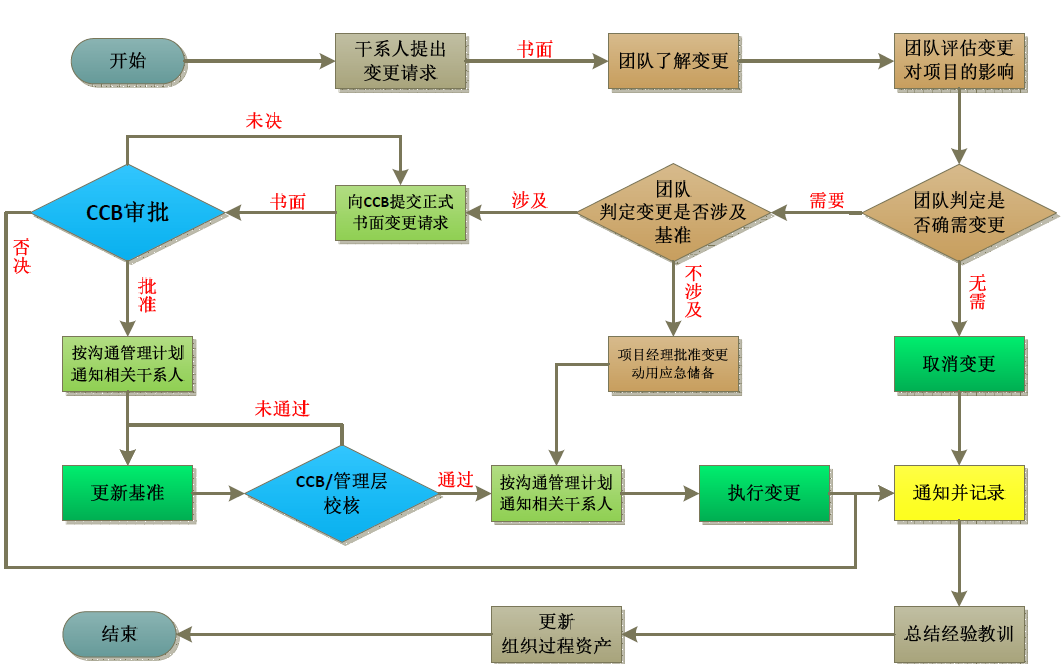 开始
干系人提出
变更请求
书面
团队了解变更
团队评估变更
对项目的影响
未决
CCB审批
书面
向CCB提交正式
书面变更请求
涉及
团队
判定变更是否涉及
基准
需要
团队判定是
否确需变更
否
决
批
准
不
涉
及
无
需
按沟通管理计划
通知相关干系人
项目经理批准变更
动用应急储备
取消变更
未通过
更新基准
CCB/管理层
校核
通过
按沟通管理计划
通知相关干系人
执行变更
通知并记录
结束
更新
组织过程资产
总结经验教训